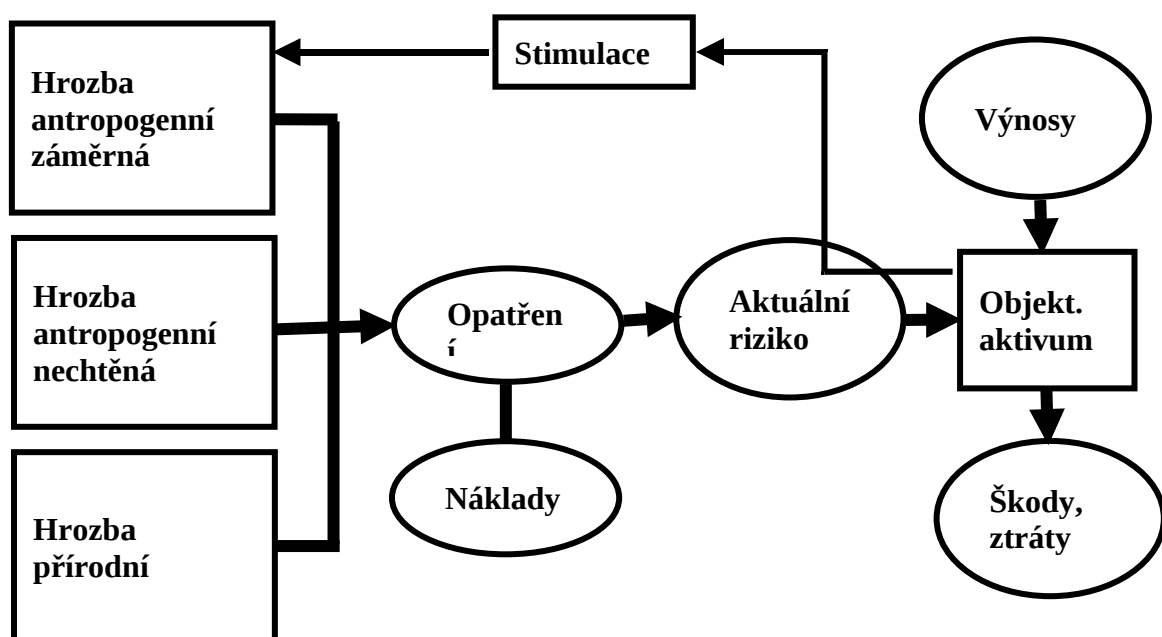 Hrozba
antropogenní
záměrná
Stimulace
Výnosy
Hrozba
antropogenní
nechtěná
Opatřen
í
Aktuální
riziko
Objekt.
aktivum
Náklady
Škody,
ztráty
Hrozba
přírodní